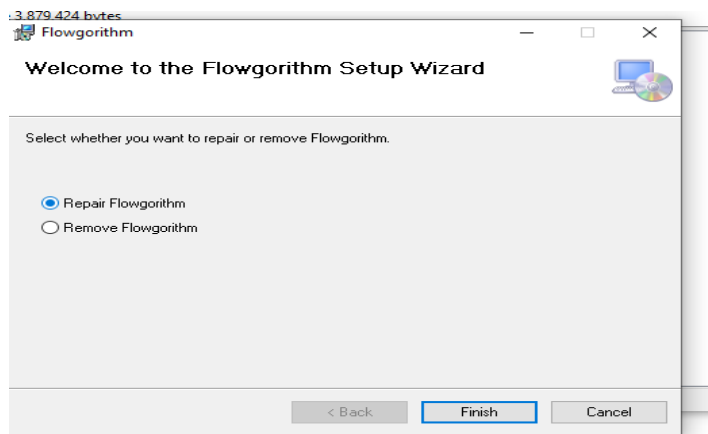 3.879.424 bytes
Flowgorithm
Welcome to the Flowgorithm Setup Wizard
Select whether you want to repair or remove Flowgorithm.
Repair Flowgorithm
Remove Flowgorithm
< Back Finish Cancel